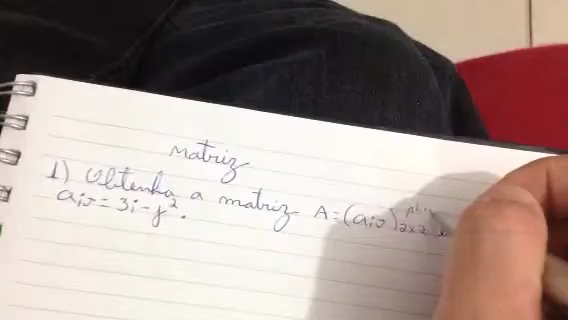 matriz
1) Obtenha a matriz A = (aij)2x2
aij = 3i - j².